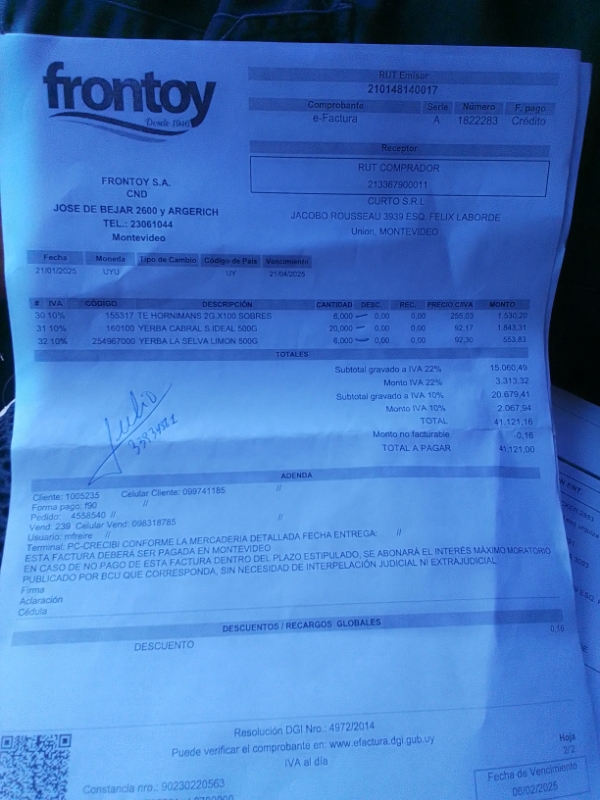 frontoy
Desde 1946
RUT Emisor
210148140017
Comprobante Serie Número F. pago
e-Factura A 1822283 Crédito
Receptor
RUT COMPRADOR
213367900011
CURTO S.R.L
JACOBO ROUSSEAU 3939 ESQ. FELIX LABORDE
Union, MONTEVIDEO
FRONTOY S.A.
CND
JOSE DE BEJAR 2600 y ARGERICH
TEL.: 23061044
Montevideo
Fecha Moneda Tipo de Cambio Código de País Vencimiento
21/01/2025 UYU UY 21/04/2025
# IVA CODIGO DESCRIPCIÓN CANTIDAD DESC. REC. PRECIO C/IVA MONTO
30 10% 155317 TE HORNIMANS 2G.X100 SOBRES 6,000 0,00 0,00 255,03 1.530,20
31 10% 160100 YERBA CABRAL S.IDEAL 500G 20,000 0,00 0,00 92,17 1.843,31
32 10% 254967000 YERBA LA SELVA LIMON 500G 6,000 0,00 0,00 92,30 553,83
TOTALES
Subtotal gravado a IVA 22% 15.060,49
Monto IVA 22% 3.313,32
Subtotal gravado a IVA 10% 20.679,41
Monto IVA 10% 2.067,94
TOTAL 41.121,16
Monto no facturable -0,16
TOTAL A PAGAR 41.121,00
Julio
ADENDA
Cliente: 1005235 Celular Cliente: 099741185 //
Forma pago: f90 //
Pedido: 4558540 //
Vend: 239 Celular Vend: 098318785 //
Usuario: mfreire //
Terminal: PC-CRECIBI CONFORME LA MERCADERIA DETALLADA FECHA ENTREGA: //
ESTA FACTURA DEBERÁ SER PAGADA EN MONTEVIDEO
EN CASO DE NO PAGO DE ESTA FACTURA DENTRO DEL PLAZO ESTIPULADO, SE ABONARÁ EL INTERÉS MÁXIMO MORATORIO
PUBLICADO POR BCU QUE CORRESPONDA, SIN NECESIDAD DE INTERPELACIÓN JUDICIAL NI EXTRAJUDICIAL
Firma
Aclaración
Cédula
DESCUENTOS / RECARGOS GLOBALES
DESCUENTO 0,16
Resolución DGI Nro.: 4972/2014
Puede verificar el comprobante en: www.efactura.dgi.gub.uy
IVA al día
Hoja
2/2
Constancia nro.: 90230220563
Fecha de Vencimiento
06/02/2025